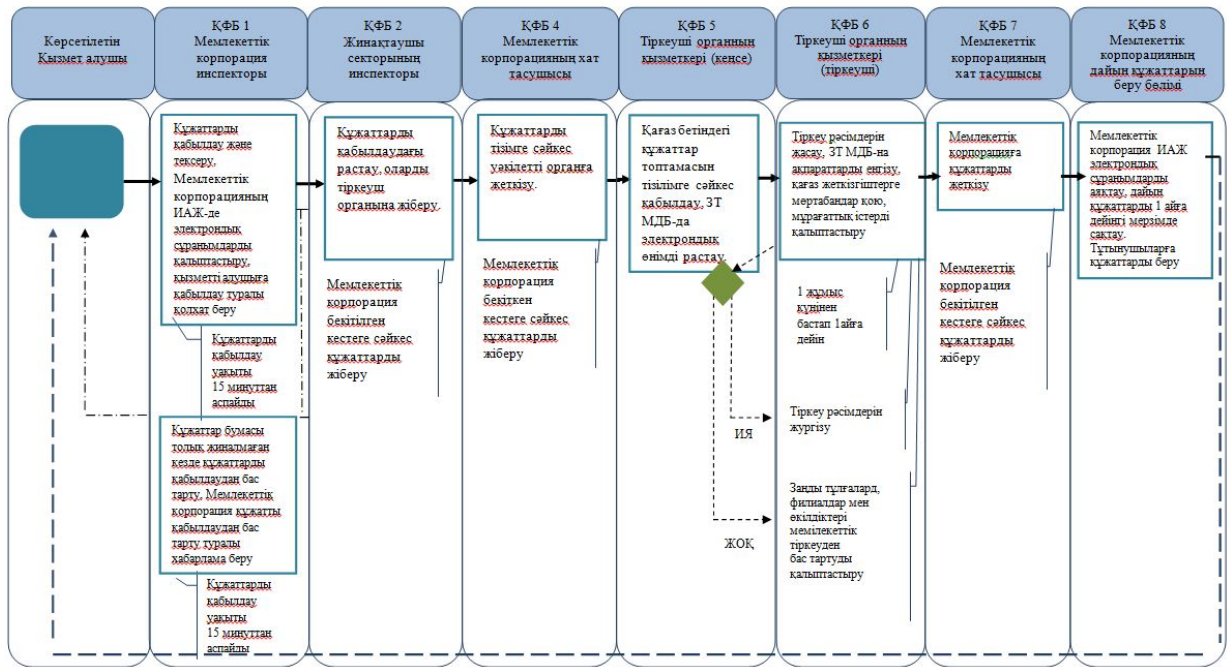 Көрсетілетін
Қызмет алушы
ҚФБ 1
Мемлекеттік
корпорация
инспекторы
ҚФБ 2
Жинақтаушы
секторының
инспекторы
ҚФБ 4
Мемлекеттік
корпорацияның хат
тасушысы
ҚФБ 5
Тіркеуші органның
қызметкері (кеңсе)
ҚФБ 6
Тіркеуші органның
қызметкері
(тіркеуші)
ҚФБ 7
Мемлекеттік
корпорацияның
хат тасушысы
ҚФБ 8
Мемлекеттік
корпорацияның
дайын құжаттарын
беру бөлімі
Құжаттарды
қабылдау және
тексеру,
Мемлекеттік
корпорацияның
ИАЖ-де
электрондық
сұранымдарды
қалыптастыру,
қызметті алушыға
қабылдау туралы
қолхат беру
Құжаттарды
қабылдау
уақыты
15 минуттан
аспайды
Құжаттар бумасы
толық жиналмаған
кезде құжаттарды
қабылдаудан бас
тарту, Мемлекеттік
корпорация құжатты
қабылдаудан бас
тарту туралы
хабарлама беру
Құжаттарды
қабылдау
уақыты
15 минуттан
аспайды
Құжаттарды
қабылдаудағы
растау, оларды
тіркеуш
органына жіберу.
Мемлекеттік
корпорация
бекітілген
кестеге сәйкес
құжаттарды
жіберу
Құжаттарды
тізімге сәйкес
уәкілетті органға
жеткізу.
Мемлекеттік
корпорация
бекіткен
кестеге сәйкес
құжаттарды
жіберу
Қағаз бетіндегі
құжаттар
топтамасын
тізілімге сәйкес
қабылдау, ЗТ
МДБ-да
электрондық
өнімді растау
ИЯ
ЖОҚ
Тіркеу рәсімдерін
жасау, ЗТ МДБ-на
ақпараттарды енгізу,
қағаз жеткізгіштерге
мөртабандар қою,
мұрағаттық істерді
қалыптастыру
1 жұмыс
күнінен
бастап 1айға
дейін
Тіркеу рәсімдерін
жүргізу
Заңды тұлғалард,
филиалдар мен
өкілдіктері
мемілекеттік
тіркеуден
бас тартуды
қалыптастыру
Мемлекеттік
корпорацияға
құжаттарды
жеткізу
Мемлекеттік
корпорация
бекітілген
кестеге сәйкес
құжаттарды
жіберу
Мемлекеттік
корпорация ИАЖ
электрондық
сұранымдарды
аяқтау, дайын
құжаттарды 1 айға
дейінгі мерзімде
сақтау.
Тұтынушыларға
құжаттарды беру